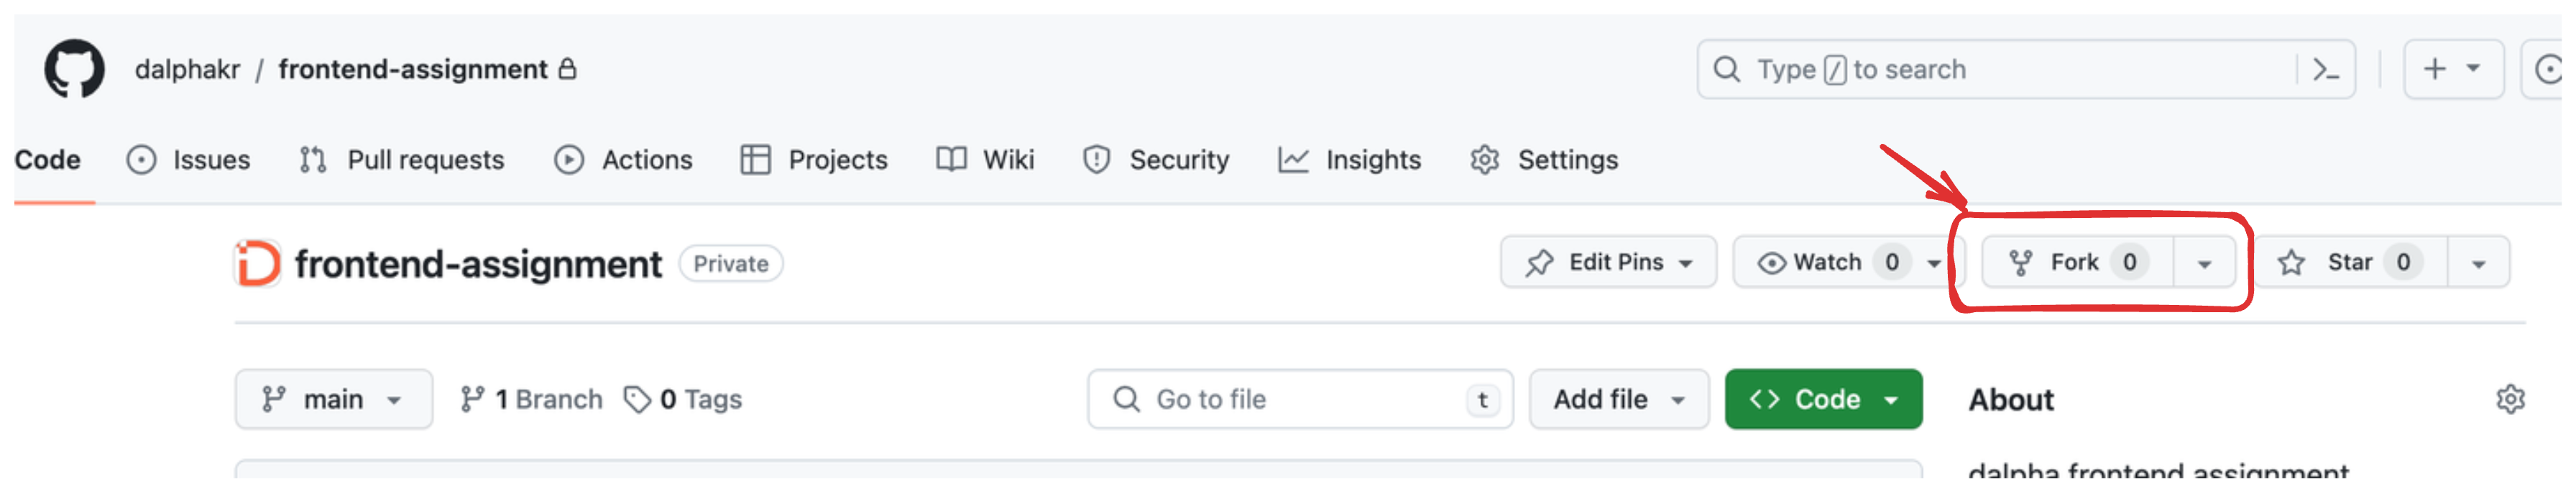 dalphakr / frontend-assignment
Type / to search
Code Issues Pull requests Actions Projects Wiki Security Insights Settings
frontend-assignment Private Edit Pins Watch 0 Fork 0 Star 0
main 1 Branch 0 Tags Go to file t Add file <> Code About
dalpha frontend assignment